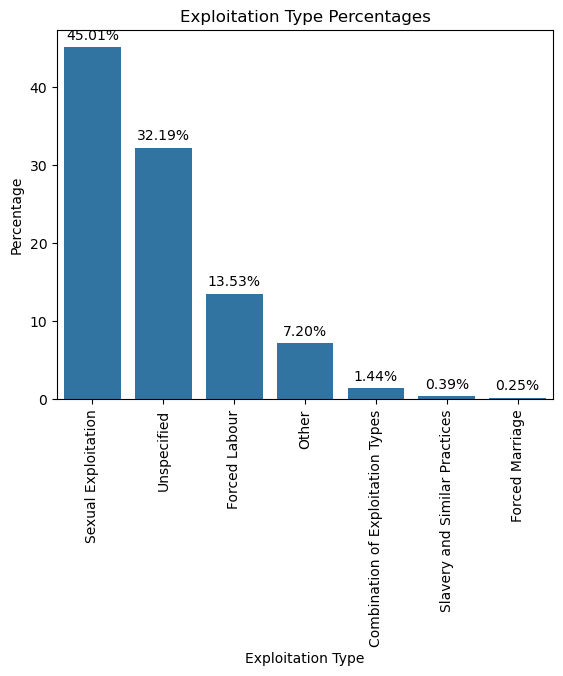 Exploitation Type Percentages
45.01%
32.19%
13.53%
7.20%
1.44%
0.39%
0.25%
Percentage
40
30
20
10
0
Sexual Exploitation
Unspecified
Forced Labour
Other
Combination of Exploitation Types
Slavery and Similar Practices
Forced Marriage
Exploitation Type